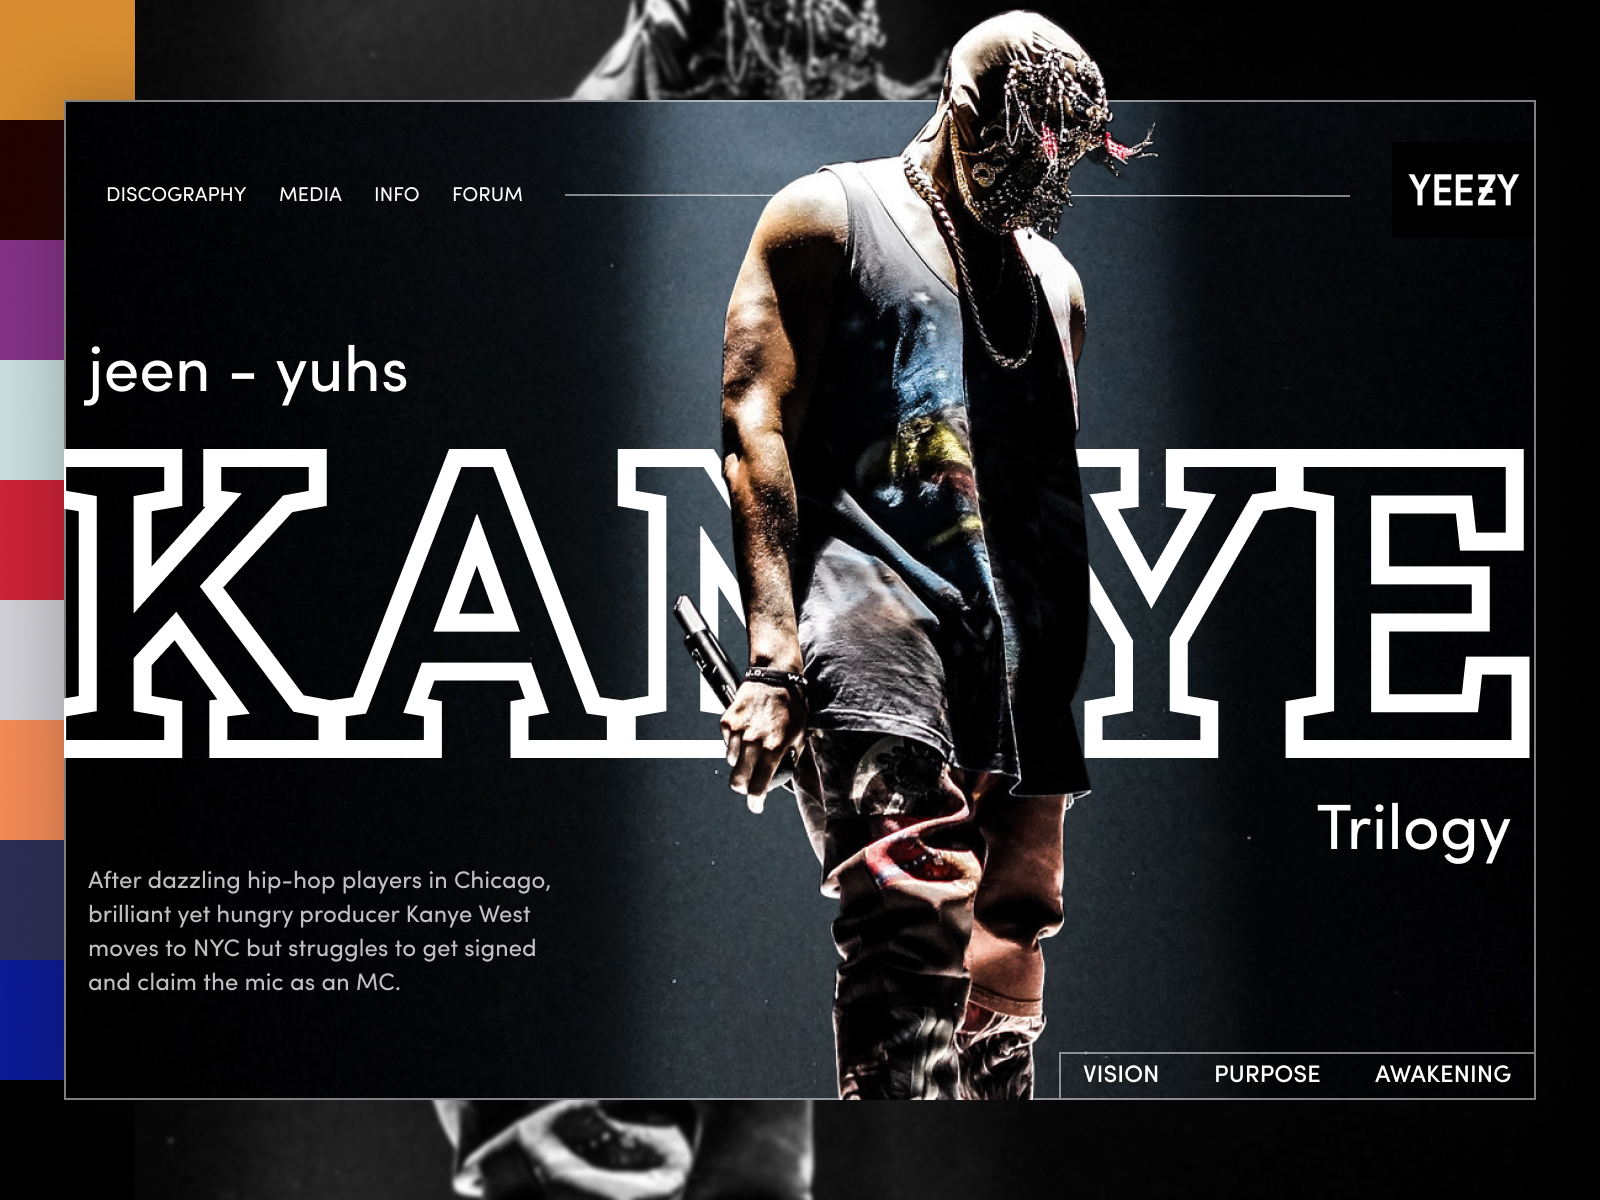 DISCOGRAPHY MEDIA INFO FORUM
YEEZY
jeen - yuhs
KANYE
Trilogy
After dazzling hip-hop players in Chicago,
brilliant yet hungry producer Kanye West
moves to NYC but struggles to get signed
and claim the mic as an MC.
VISION PURPOSE AWAKENING